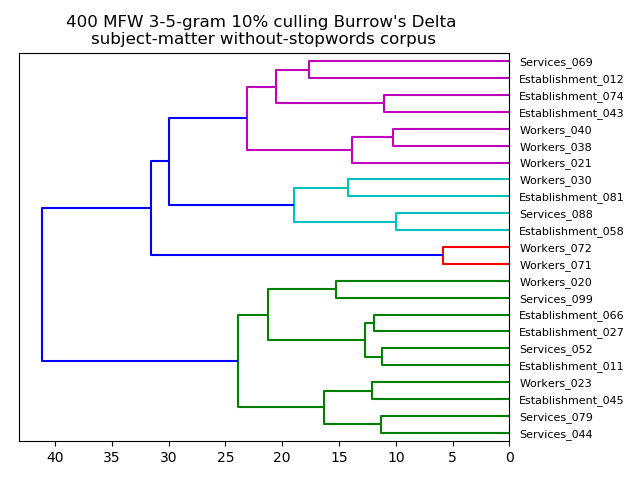 400 MFW 3-5-gram 10% culling Burrow's Delta
subject-matter without-stopwords corpus
Services_069
Establishment_012
Establishment_074
Establishment_043
Workers_040
Workers_038
Workers_021
Workers_030
Establishment_081
Services_088
Establishment_058
Workers_072
Workers_071
Workers_020
Services_099
Establishment_066
Establishment_027
Services_052
Establishment_011
Workers_023
Establishment_045
Services_079
Services_044
40 35 30 25 20 15 10 5 0